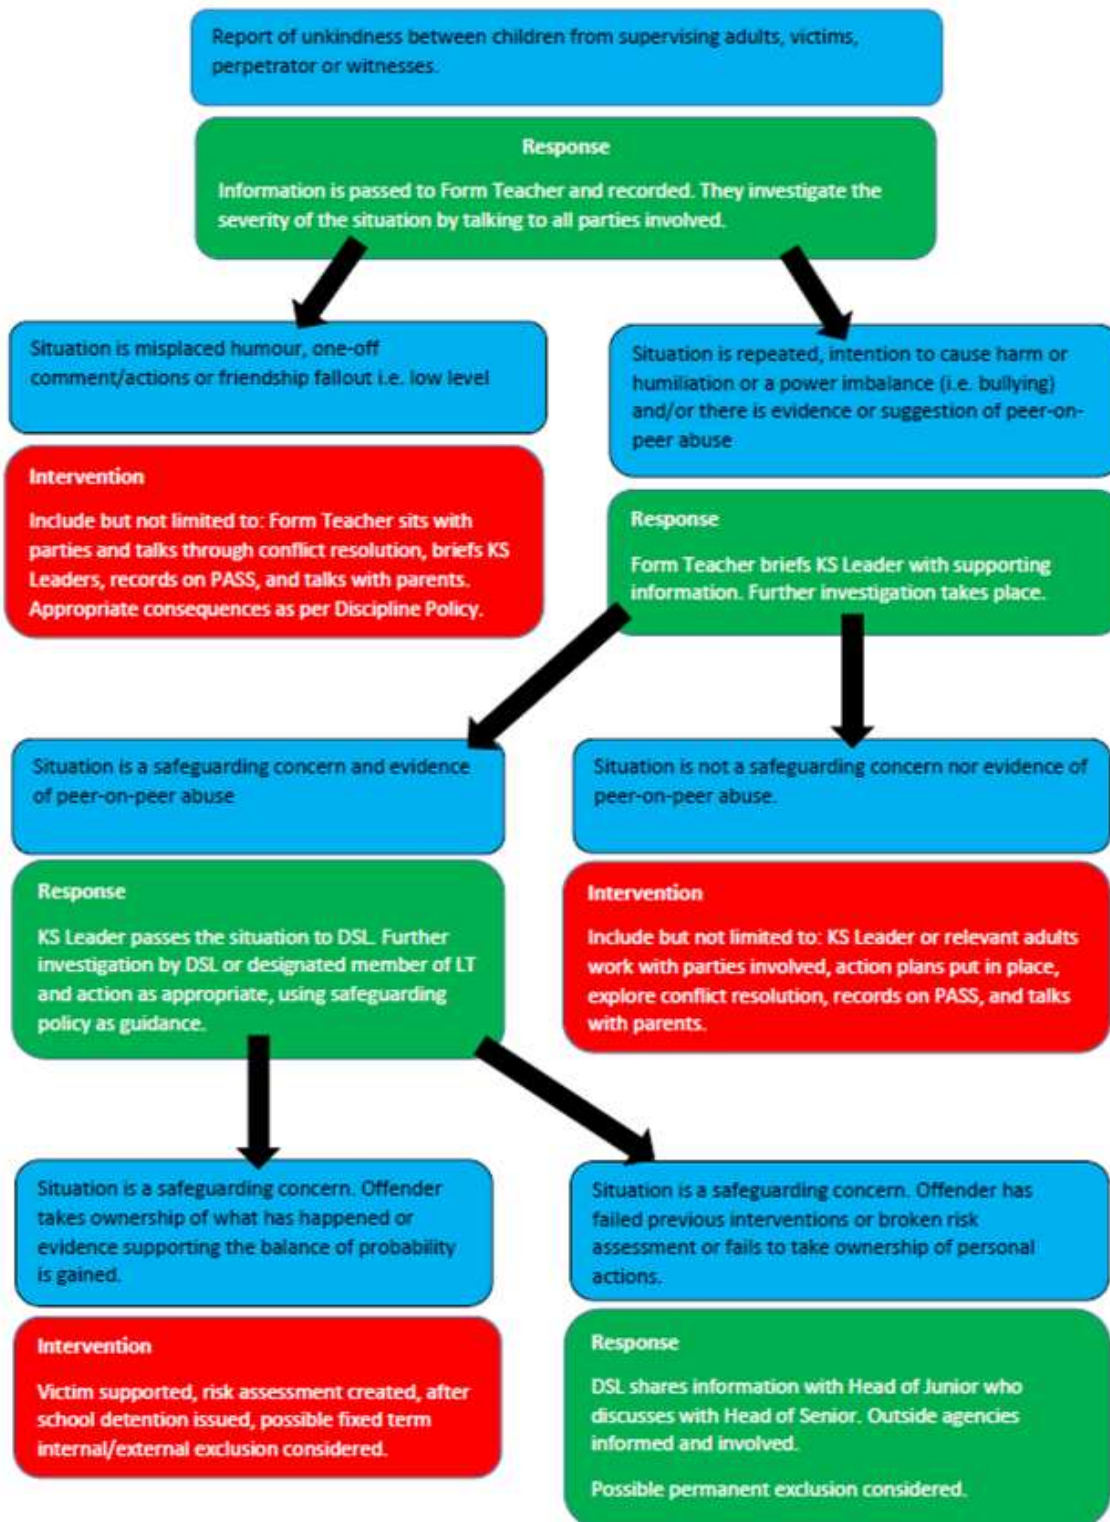 Report of unkindness between children from supervising adults, victims,
perpetrator or witnesses.
Response
Information is passed to Form Teacher and recorded. They investigate the
severity of the situation by talking to all parties involved.
Situation is misplaced humour, one-off
comment/actions or friendship fallout i.e. low level
Intervention
Include but not limited to: Form Teacher sits with
parties and talks through conflict resolution, briefs KS
Leaders, records on PASS, and talks with parents.
Appropriate consequences as per Discipline Policy.
Situation is repeated, intention to cause harm or
humiliation or a power imbalance (i.e. bullying)
and/or there is evidence or suggestion of peer-on-
peer abuse
Response
Form Teacher briefs KS Leader with supporting
information. Further investigation takes place.
Situation is a safeguarding concern and evidence
of peer-on-peer abuse
Response
KS Leader passes the situation to DSL. Further
investigation by DSL or designated member of LT
and action as appropriate, using safeguarding
policy as guidance.
Situation is not a safeguarding concern nor evidence of
peer-on-peer abuse.
Intervention
Include but not limited to: KS Leader or relevant adults
work with parties involved, action plans put in place,
explore conflict resolution, records on PASS, and talks
with parents.
Situation is a safeguarding concern. Offender
takes ownership of what has happened or
evidence supporting the balance of probability
is gained.
Intervention
Victim supported, risk assessment created, after
school detention issued, possible fixed term
internal/external exclusion considered.
Situation is a safeguarding concern. Offender has
failed previous interventions or broken risk
assessment or fails to take ownership of personal
actions.
Response
DSL shares information with Head of Junior who
discusses with Head of Senior. Outside agencies
informed and involved.
Possible permanent exclusion considered.